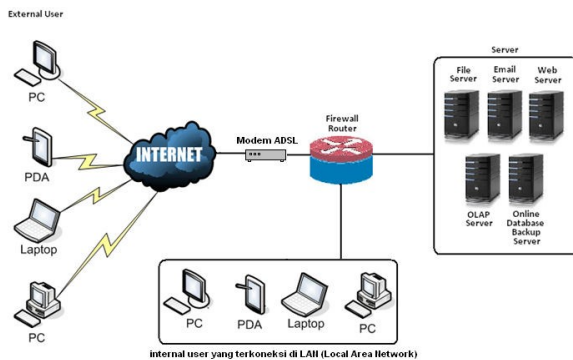 External User
Server
File
Server
Email
Server
Web
Server
PC
Firewall
Router
Modem ADSL
INTERNET
PDA
OLAP
Server
Online
Database
Backup
Server
Laptop
PC
PC
PDA
Laptop
PC
internal user yang terkoneksi di LAN (Local Area Network)